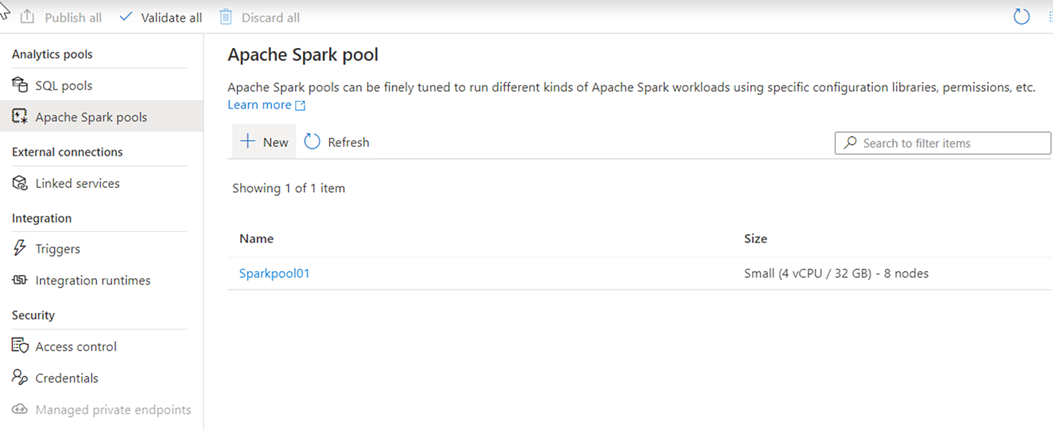 Publish all
Validate all
Discard all
Analytics pools
SQL pools
Apache Spark pools
External connections
Linked services
Integration
Triggers
Integration runtimes
Security
Access control
Credentials
Managed private endpoints
Apache Spark pool
Apache Spark pools can be finely tuned to run different kinds of Apache Spark workloads using specific configuration libraries, permissions, etc.
Learn more
New
Refresh
Search to filter items
Showing 1 of 1 item
Name Size
Sparkpool01 Small (4 vCPU / 32 GB) - 8 nodes